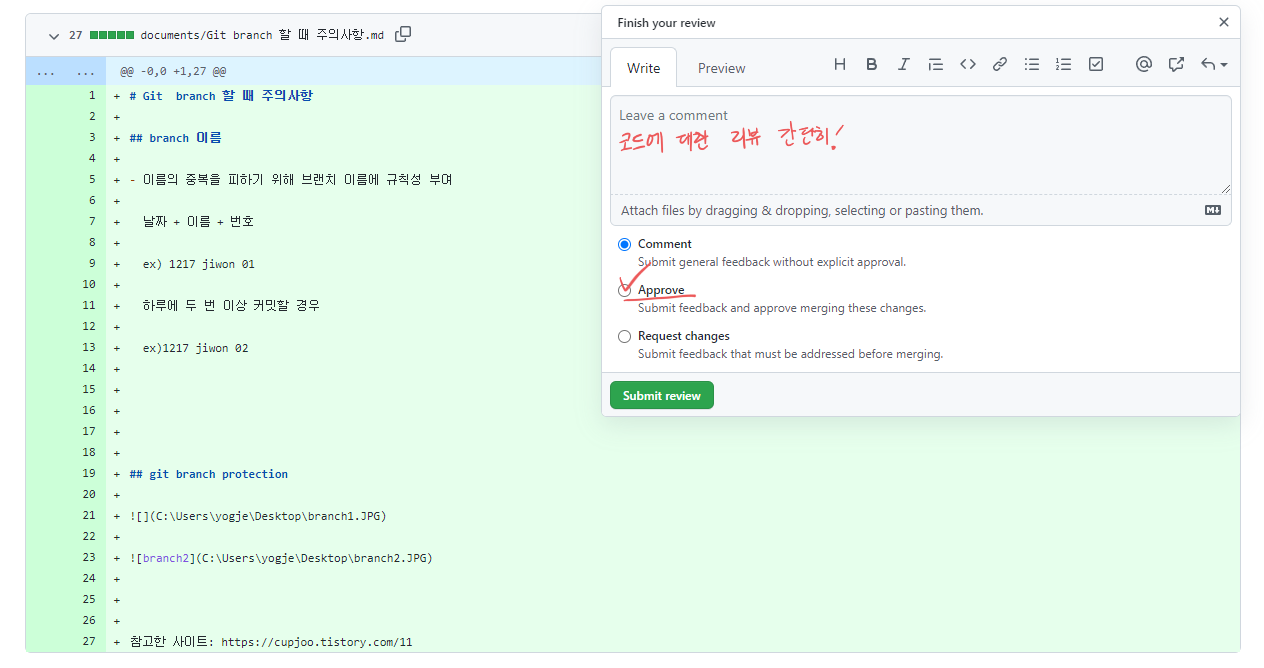 27 documents/Git branch 할 때 주의사항.md
... ... @@ -0,0 +1,27 @@
1 + # Git  branch 할 때 주의사항
2 +
3 + ## branch 이름
4 +
5 + - 이름의 중복을 피하기 위해 브랜치 이름에 규칙성 부여
6 +
7 + 날짜 + 이름 + 번호
8 +
9 + ex) 1217 jiwon 01
10 +
11 + 하루에 두 번 이상 커밋할 경우
12 +
13 + ex)1217 jiwon 02
14 +
15 +
16 +
17 +
18 +
19 + ## git branch protection
20 +
21 + ![](C:\Users\yogje\Desktop\branch1.JPG)
22 +
23 + ![branch2](C:\Users\yogje\Desktop\branch2.JPG)
24 +
25 +
26 +
27 + 참고한 사이트: https://cupjoo.tistory.com/11
Finish your review
Write Preview
Leave a comment
코드에 대한 리뷰 간단히!
Attach files by dragging & dropping, selecting or pasting them.
Comment
Submit general feedback without explicit approval.
Approve
Submit feedback and approve merging these changes.
Request changes
Submit feedback that must be addressed before merging.
Submit review